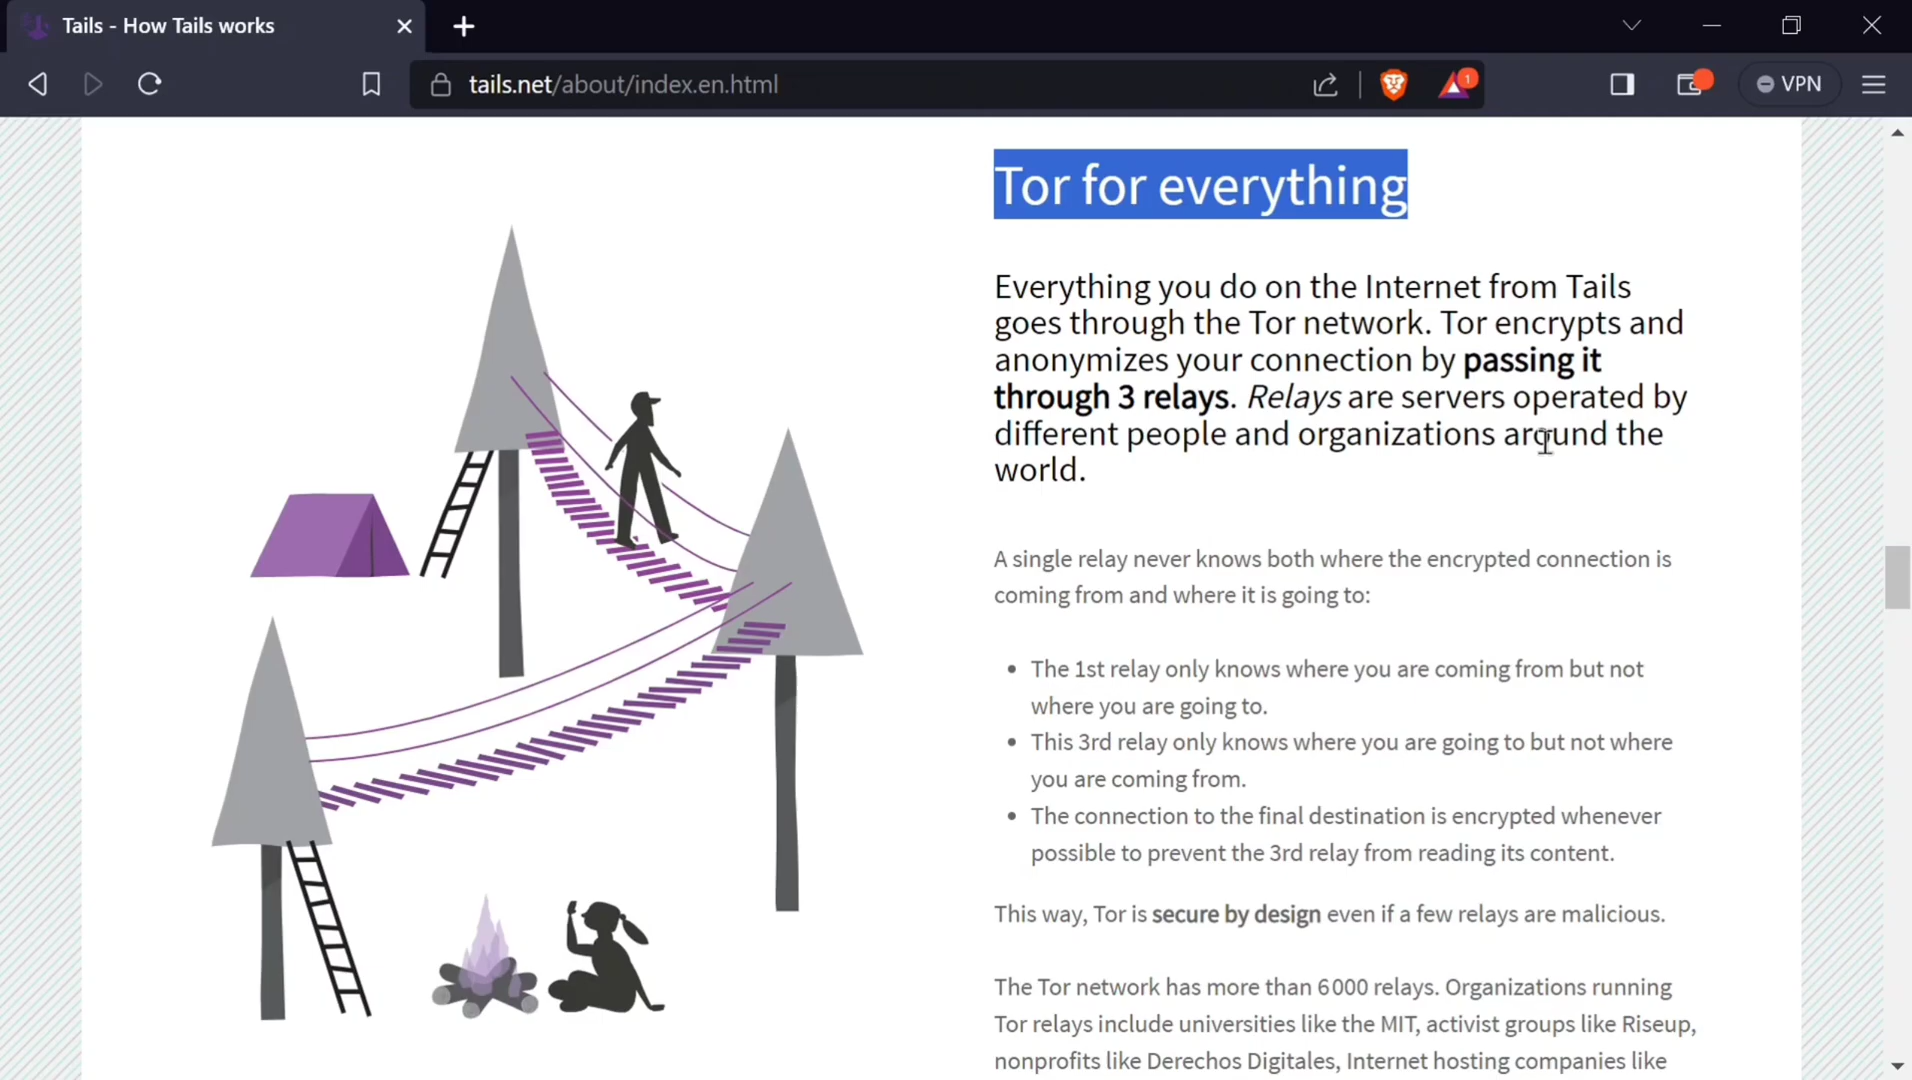 Tails - How Tails works
tails.net/about/index.en.html
1
VPN
Tor for everything
Everything you do on the Internet from Tails
goes through the Tor network. Tor encrypts and
anonymizes your connection by passing it
through 3 relays. Relays are servers operated by
different people and organizations around the
world.
A single relay never knows both where the encrypted connection is
coming from and where it is going to:
• The 1st relay only knows where you are coming from but not
where you are going to.
• This 3rd relay only knows where you are going to but not where
you are coming from.
• The connection to the final destination is encrypted whenever
possible to prevent the 3rd relay from reading its content.
This way, Tor is secure by design even if a few relays are malicious.
The Tor network has more than 6 000 relays. Organizations running
Tor relays include universities like the MIT, activist groups like Riseup,
nonprofits like Derechos Digitales, Internet hosting companies like